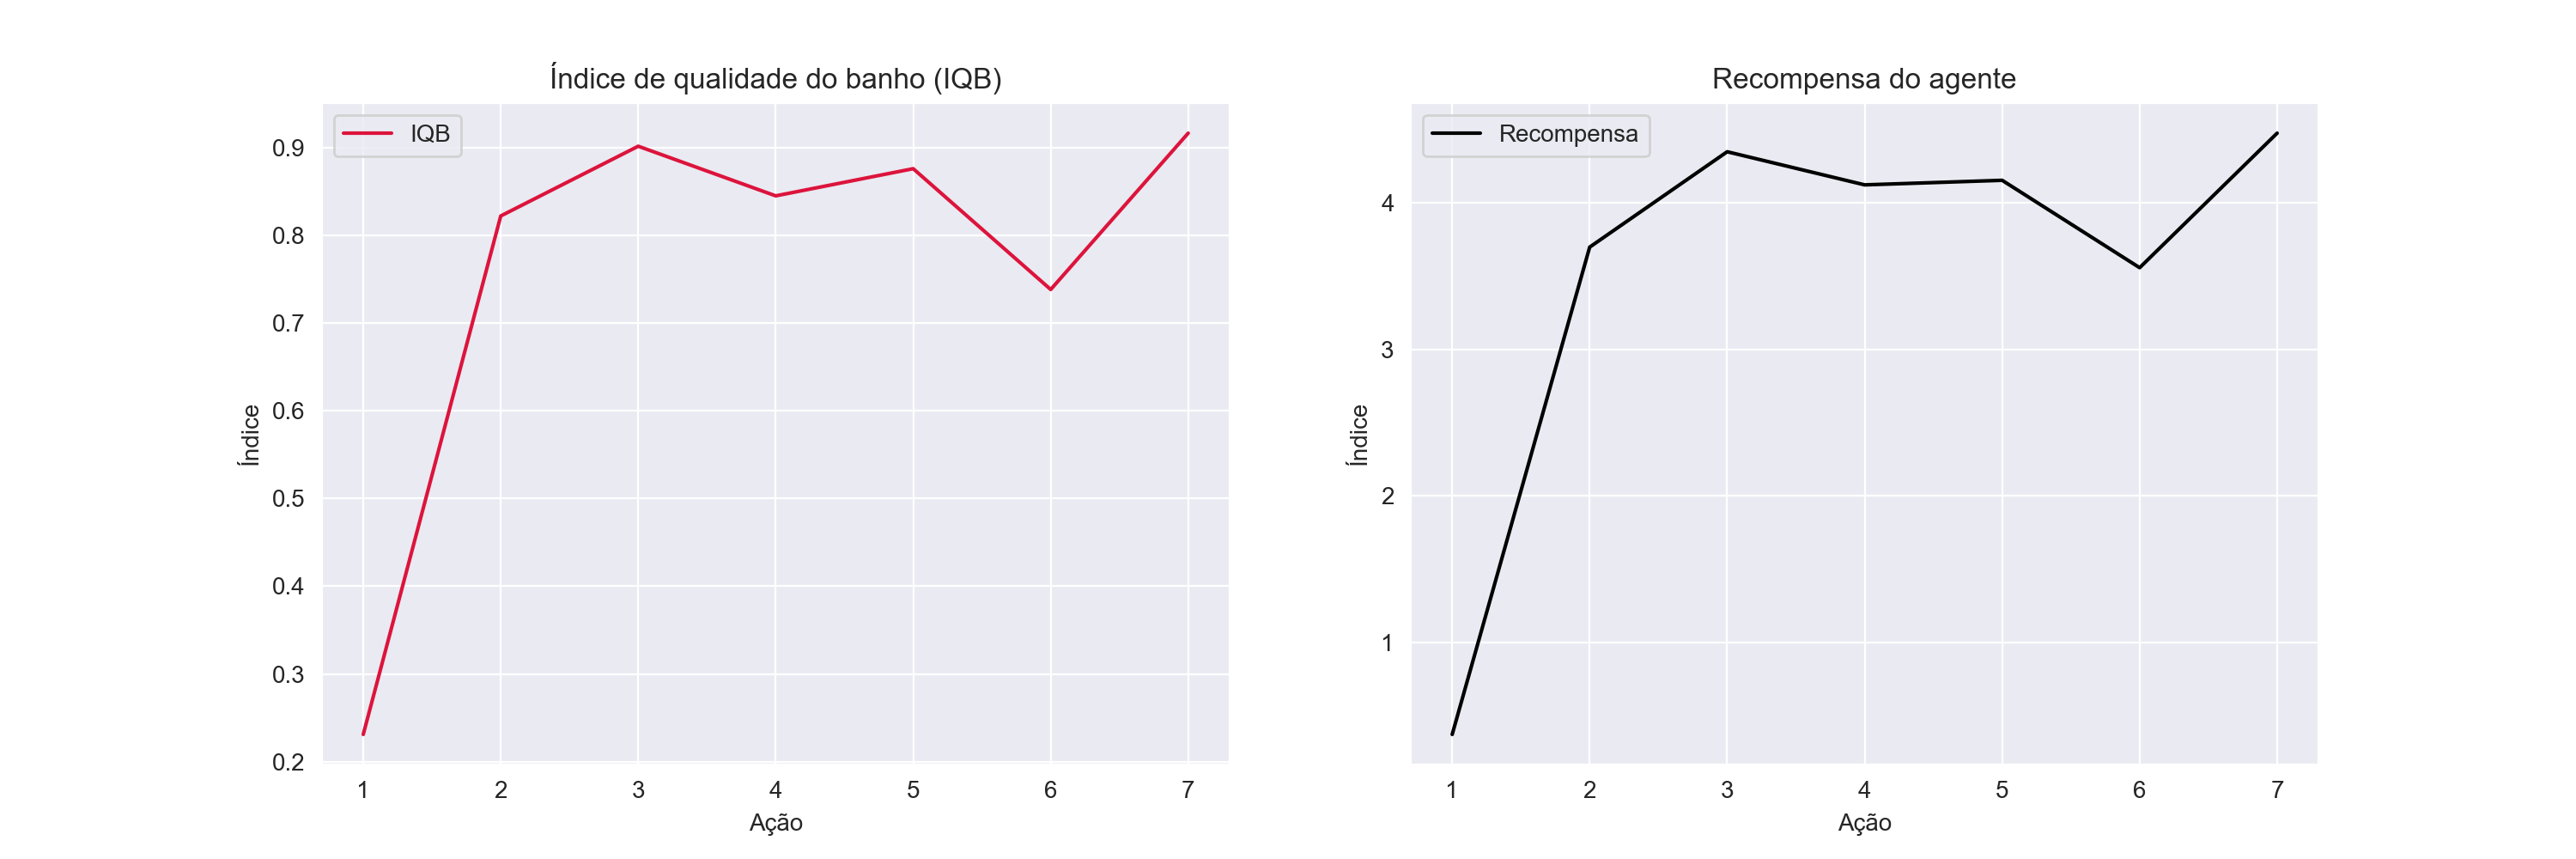 Índice de qualidade do banho (IQB)
IQB
0.9
0.8
0.7
0.6
0.5
0.4
0.3
0.2
Índice
1 2 3 4 5 6 7
Ação
Recompensa do agente
Recompensa
4
3
2
1
Índice
1 2 3 4 5 6 7
Ação